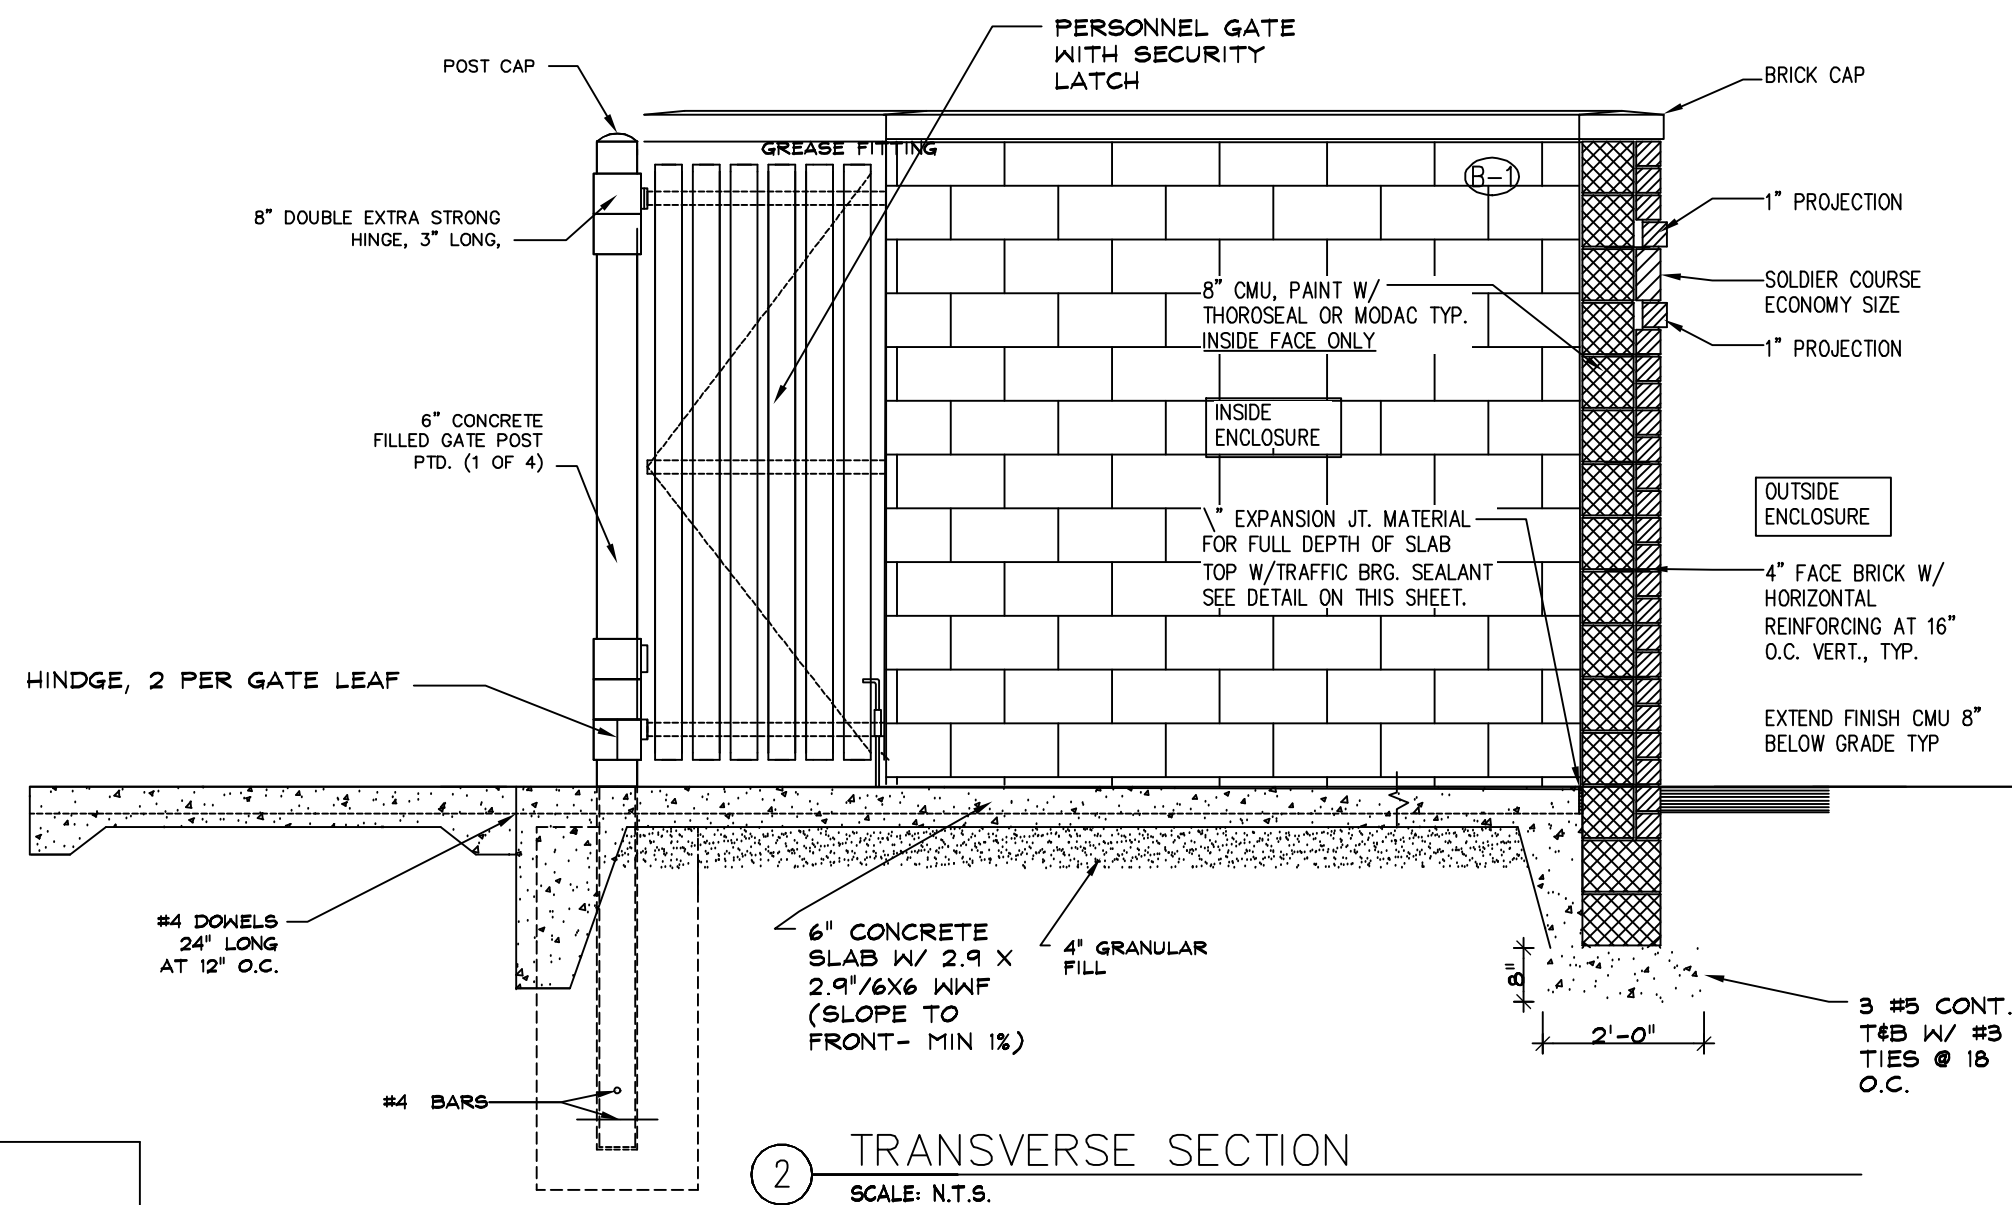 PERSONNEL GATE
WITH SECURITY
LATCH
POST CAP
BRICK CAP
GREASE FITTING
B-1
8" DOUBLE EXTRA STRONG
HINGE, 3" LONG,
1" PROJECTION
SOLDIER COURSE
ECONOMY SIZE
1" PROJECTION
8" CMU, PAINT W/
THOROSEAL OR MODAC TYP.
INSIDE FACE ONLY
6" CONCRETE
FILLED GATE POST
PTD. (1 OF 4)
INSIDE
ENCLOSURE
OUTSIDE
ENCLOSURE
\" EXPANSION JT. MATERIAL
FOR FULL DEPTH OF SLAB
TOP W/TRAFFIC BRG. SEALANT
SEE DETAIL ON THIS SHEET.
4" FACE BRICK W/
HORIZONTAL
REINFORCING AT 16"
O.C. VERT., TYP.
HINDGE, 2 PER GATE LEAF
EXTEND FINISH CMU 8"
BELOW GRADE TYP
#4 DOWELS
24" LONG
AT 12" O.C.
6" CONCRETE
SLAB W/ 2.9 X
2.9"/6X6 WWF
(SLOPE TO
FRONT- MIN 1%)
4" GRANULAR
FILL
8"
2'-0"
3 #5 CONT.
T&B W/ #3
TIES @ 18
O.C.
#4 BARS
2
TRANSVERSE SECTION
SCALE: N.T.S.